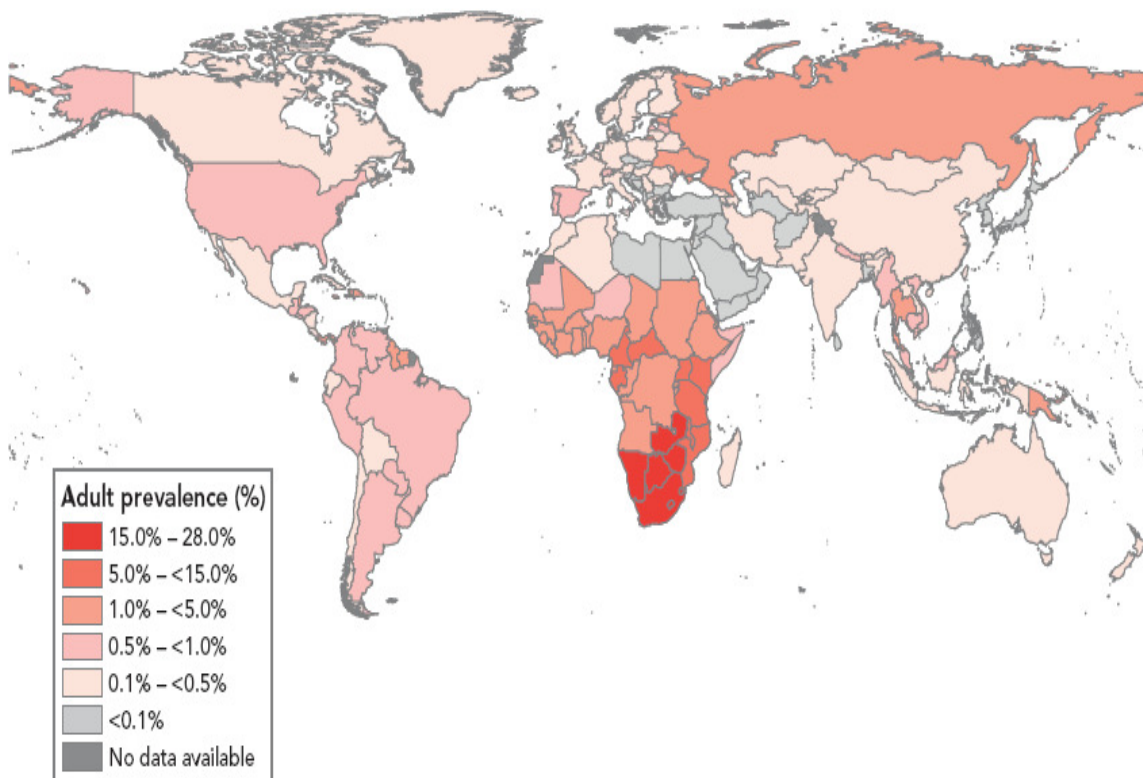 Adult prevalence (%)
15.0% – 28.0%
5.0% – <15.0%
1.0% – <5.0%
0.5% – <1.0%
0.1% – <0.5%
<0.1%
No data available